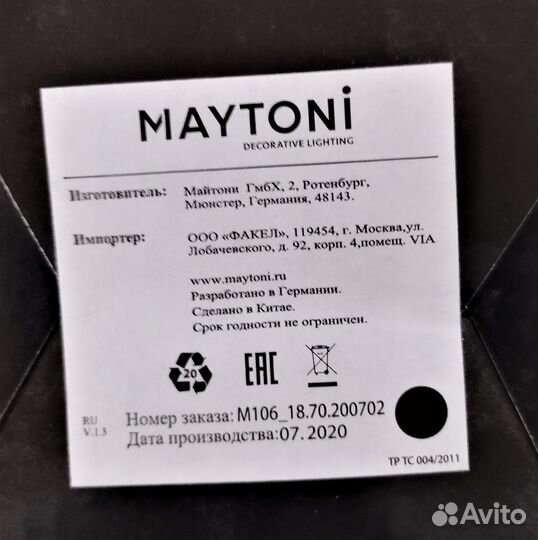 MAYTONI
DECORATIVE LIGHTING
Изготовитель: Майтони ГмбХ, 2, Ротенбург,
Мюнстер, Германия, 48143.
Импортер: ООО «ФАКЕЛ», 119454, г. Москва,ул.
Лобачевского, д. 92, корп. 4,помещ. VIA
www.maytoni.ru
Разработано в Германии.
Сделано в Китае.
Срок годности не ограничен.
20 EAC
RU
V.1.3
Номер заказа: M106_18.70.200702
Дата производства: 07.2020
ТР ТС 004/2011
Avito